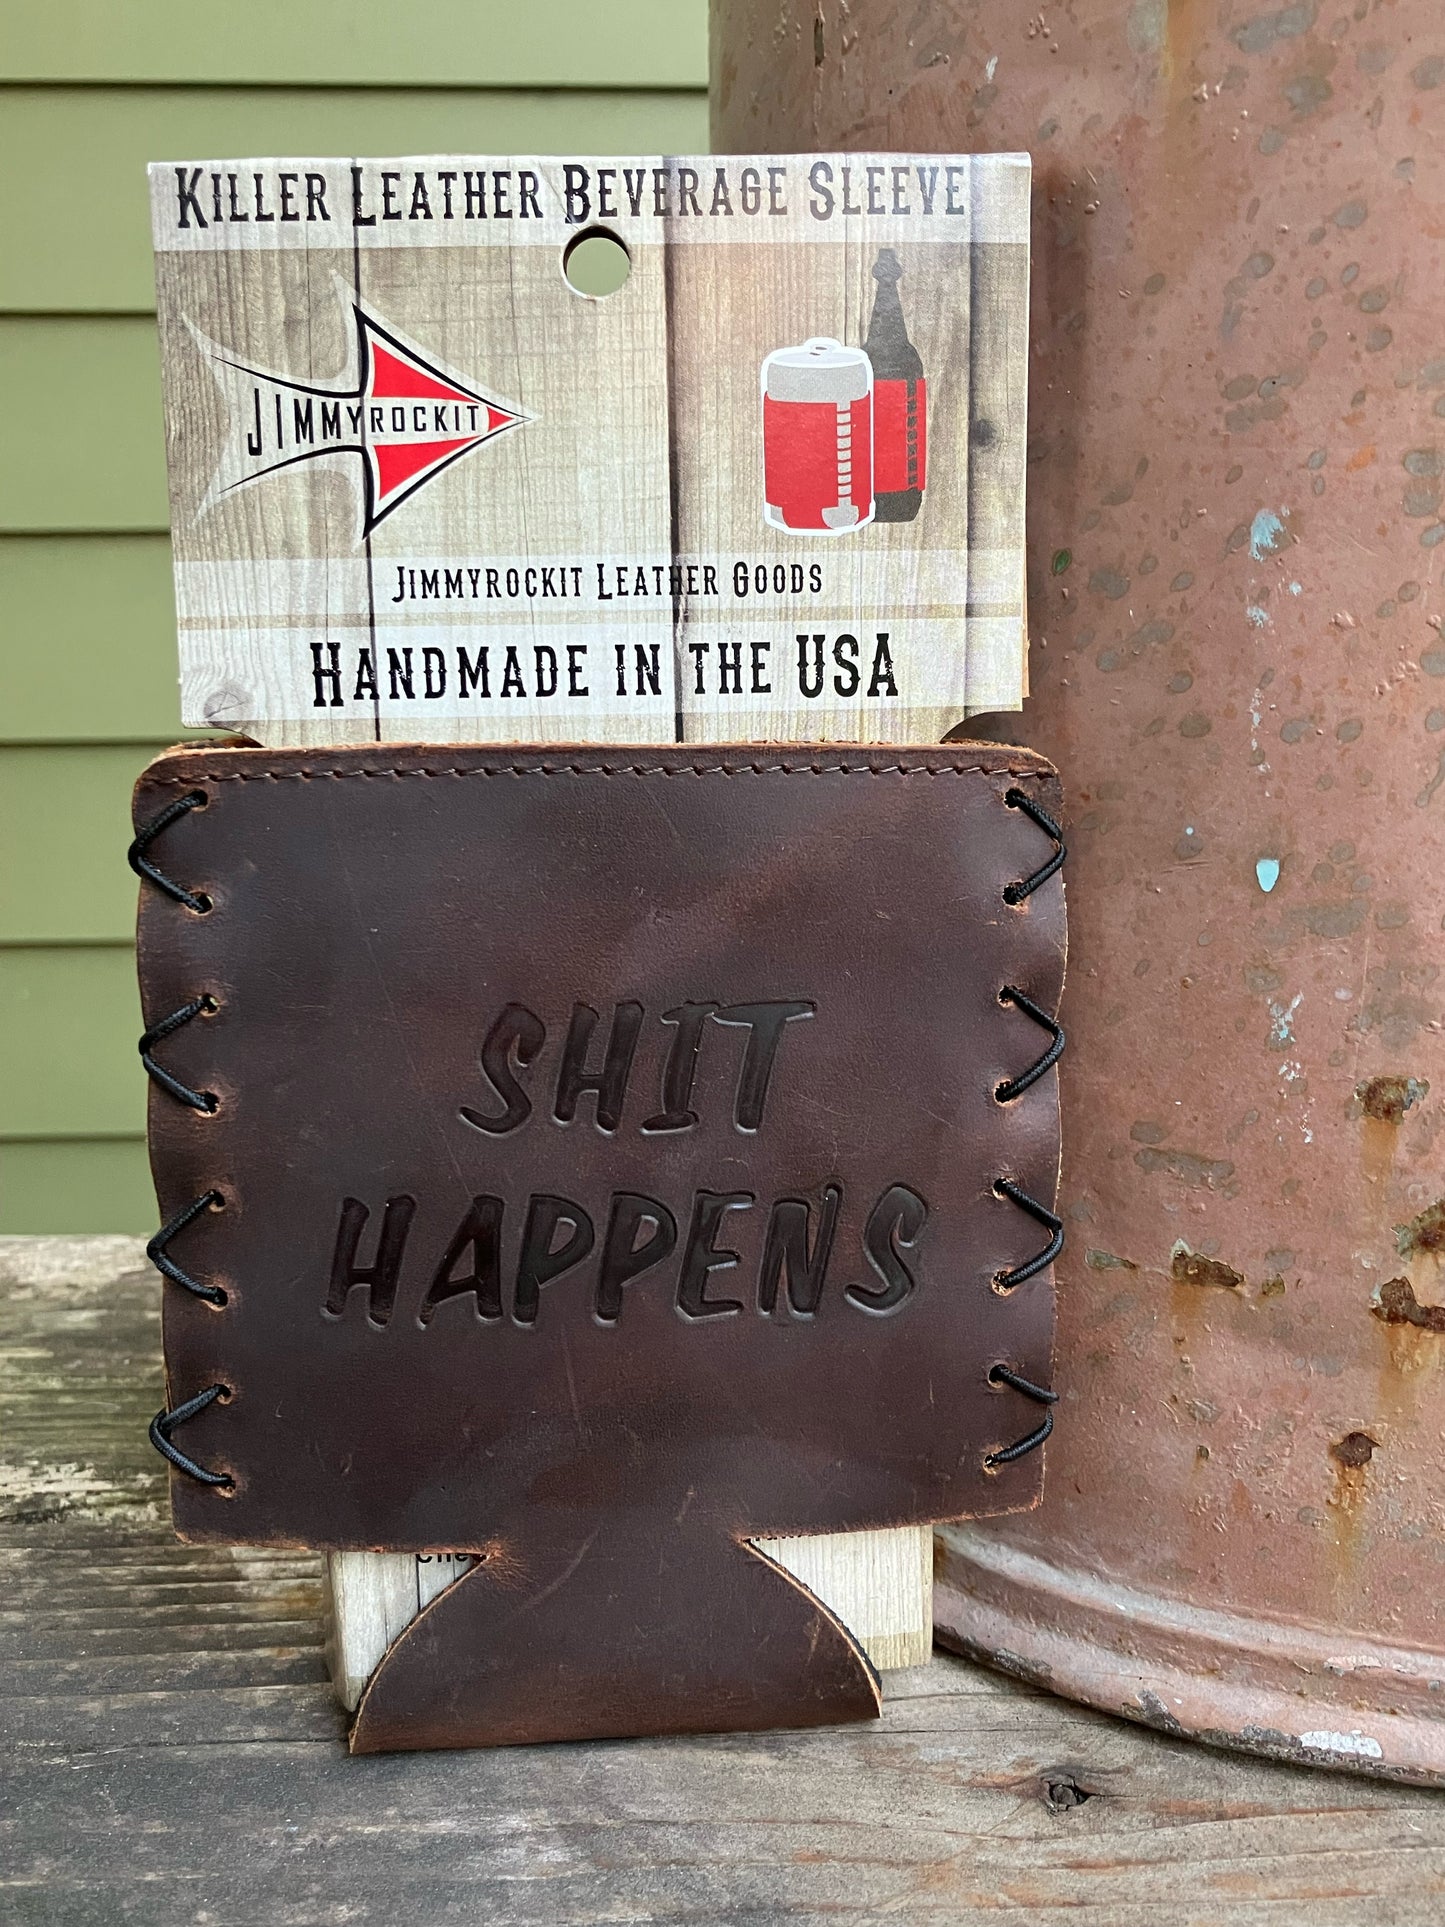 KILLER LEATHER BEVERAGE SLEEVE
JIMMYROCKIT
JIMMYROCKIT LEATHER GOODS
HANDMADE IN THE USA
SHIT
HAPPENS